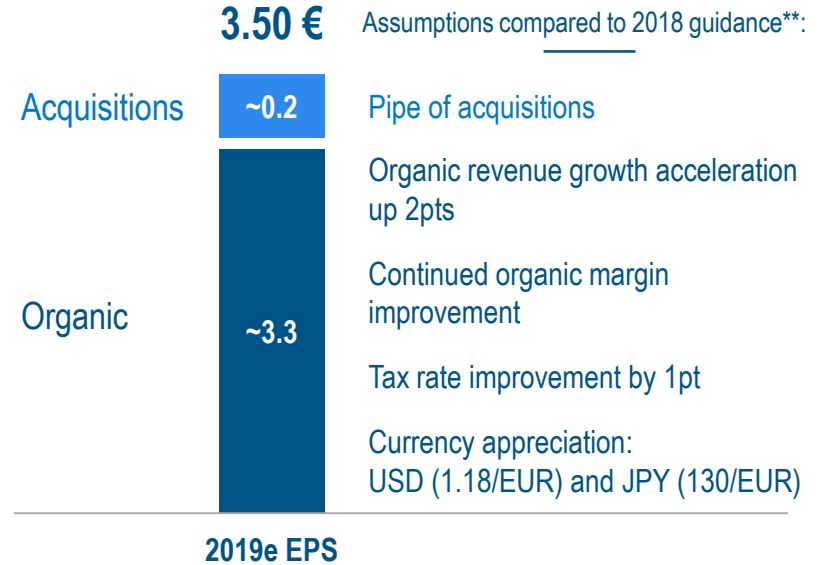 3.50 €
Assumptions compared to 2018 guidance**:
Acquisitions
~0.2
Pipe of acquisitions
Organic revenue growth acceleration
up 2pts
Continued organic margin
improvement
Organic
~3.3
Tax rate improvement by 1pt
Currency appreciation:
USD (1.18/EUR) and JPY (130/EUR)
2019e EPS